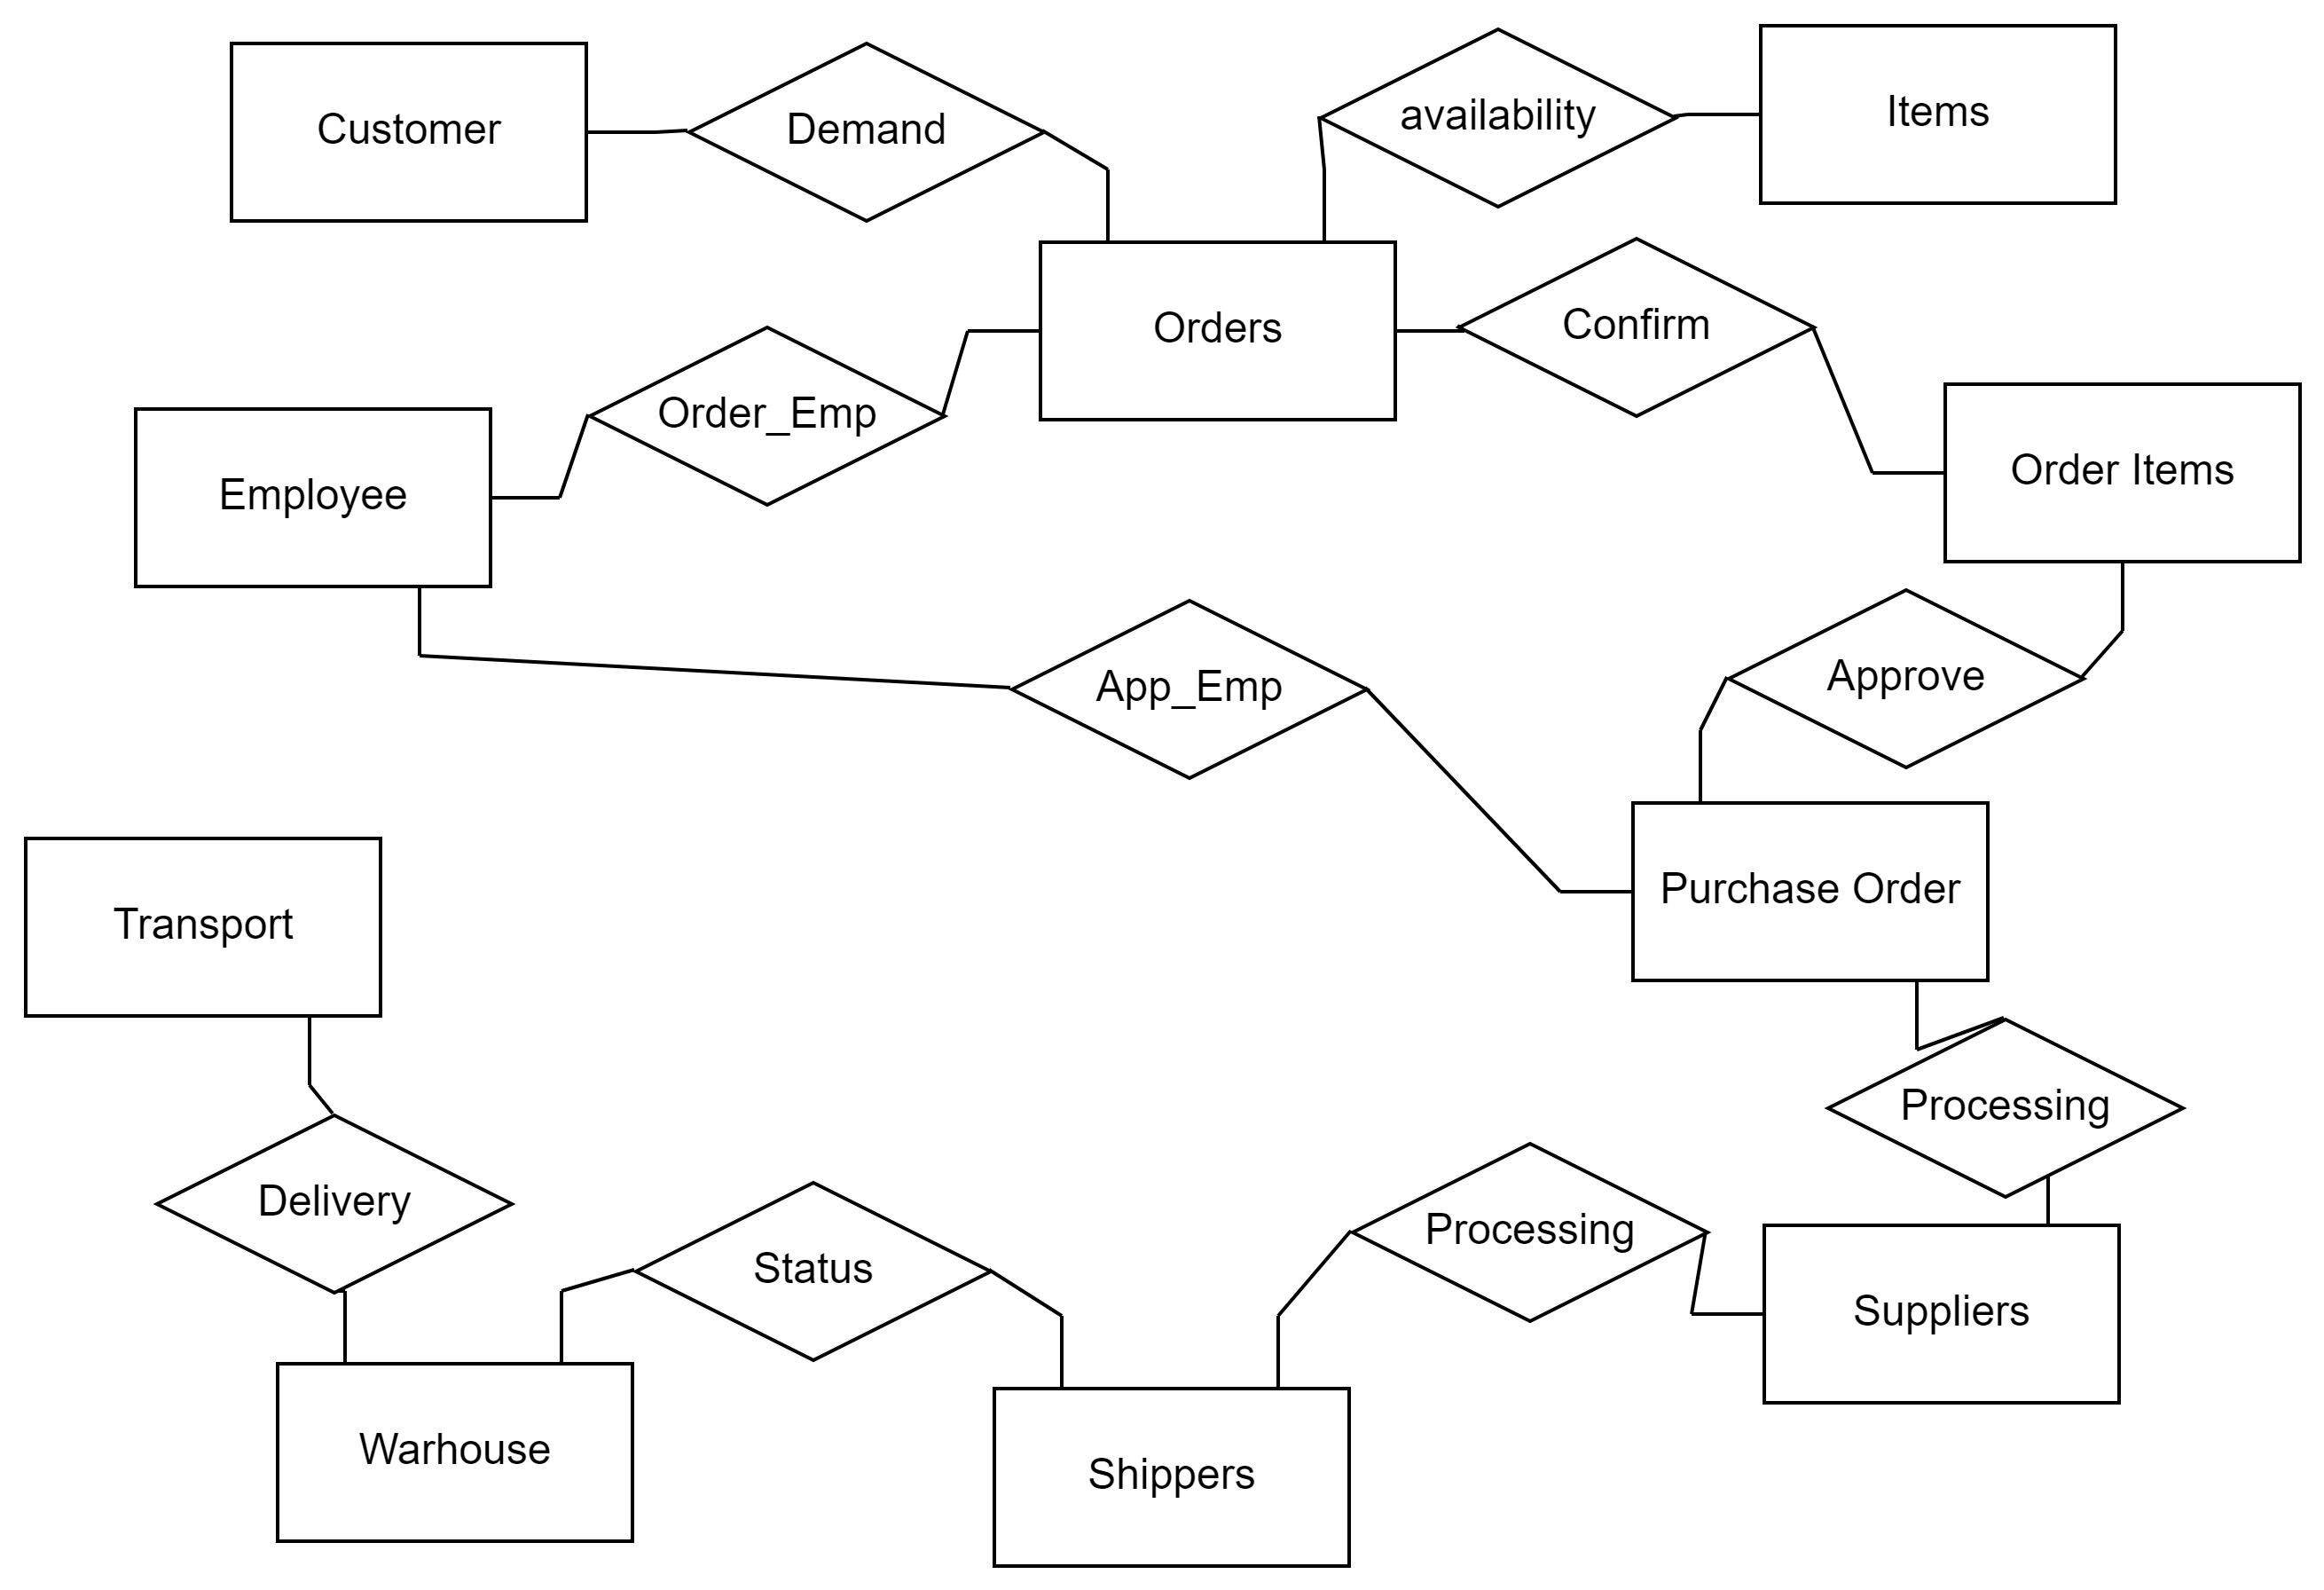 Customer
Demand
availability
Items
Orders
Confirm
Order_Emp
Employee
Order Items
App_Emp
Approve
Purchase Order
Transport
Processing
Delivery
Status
Processing
Suppliers
Warhouse
Shippers